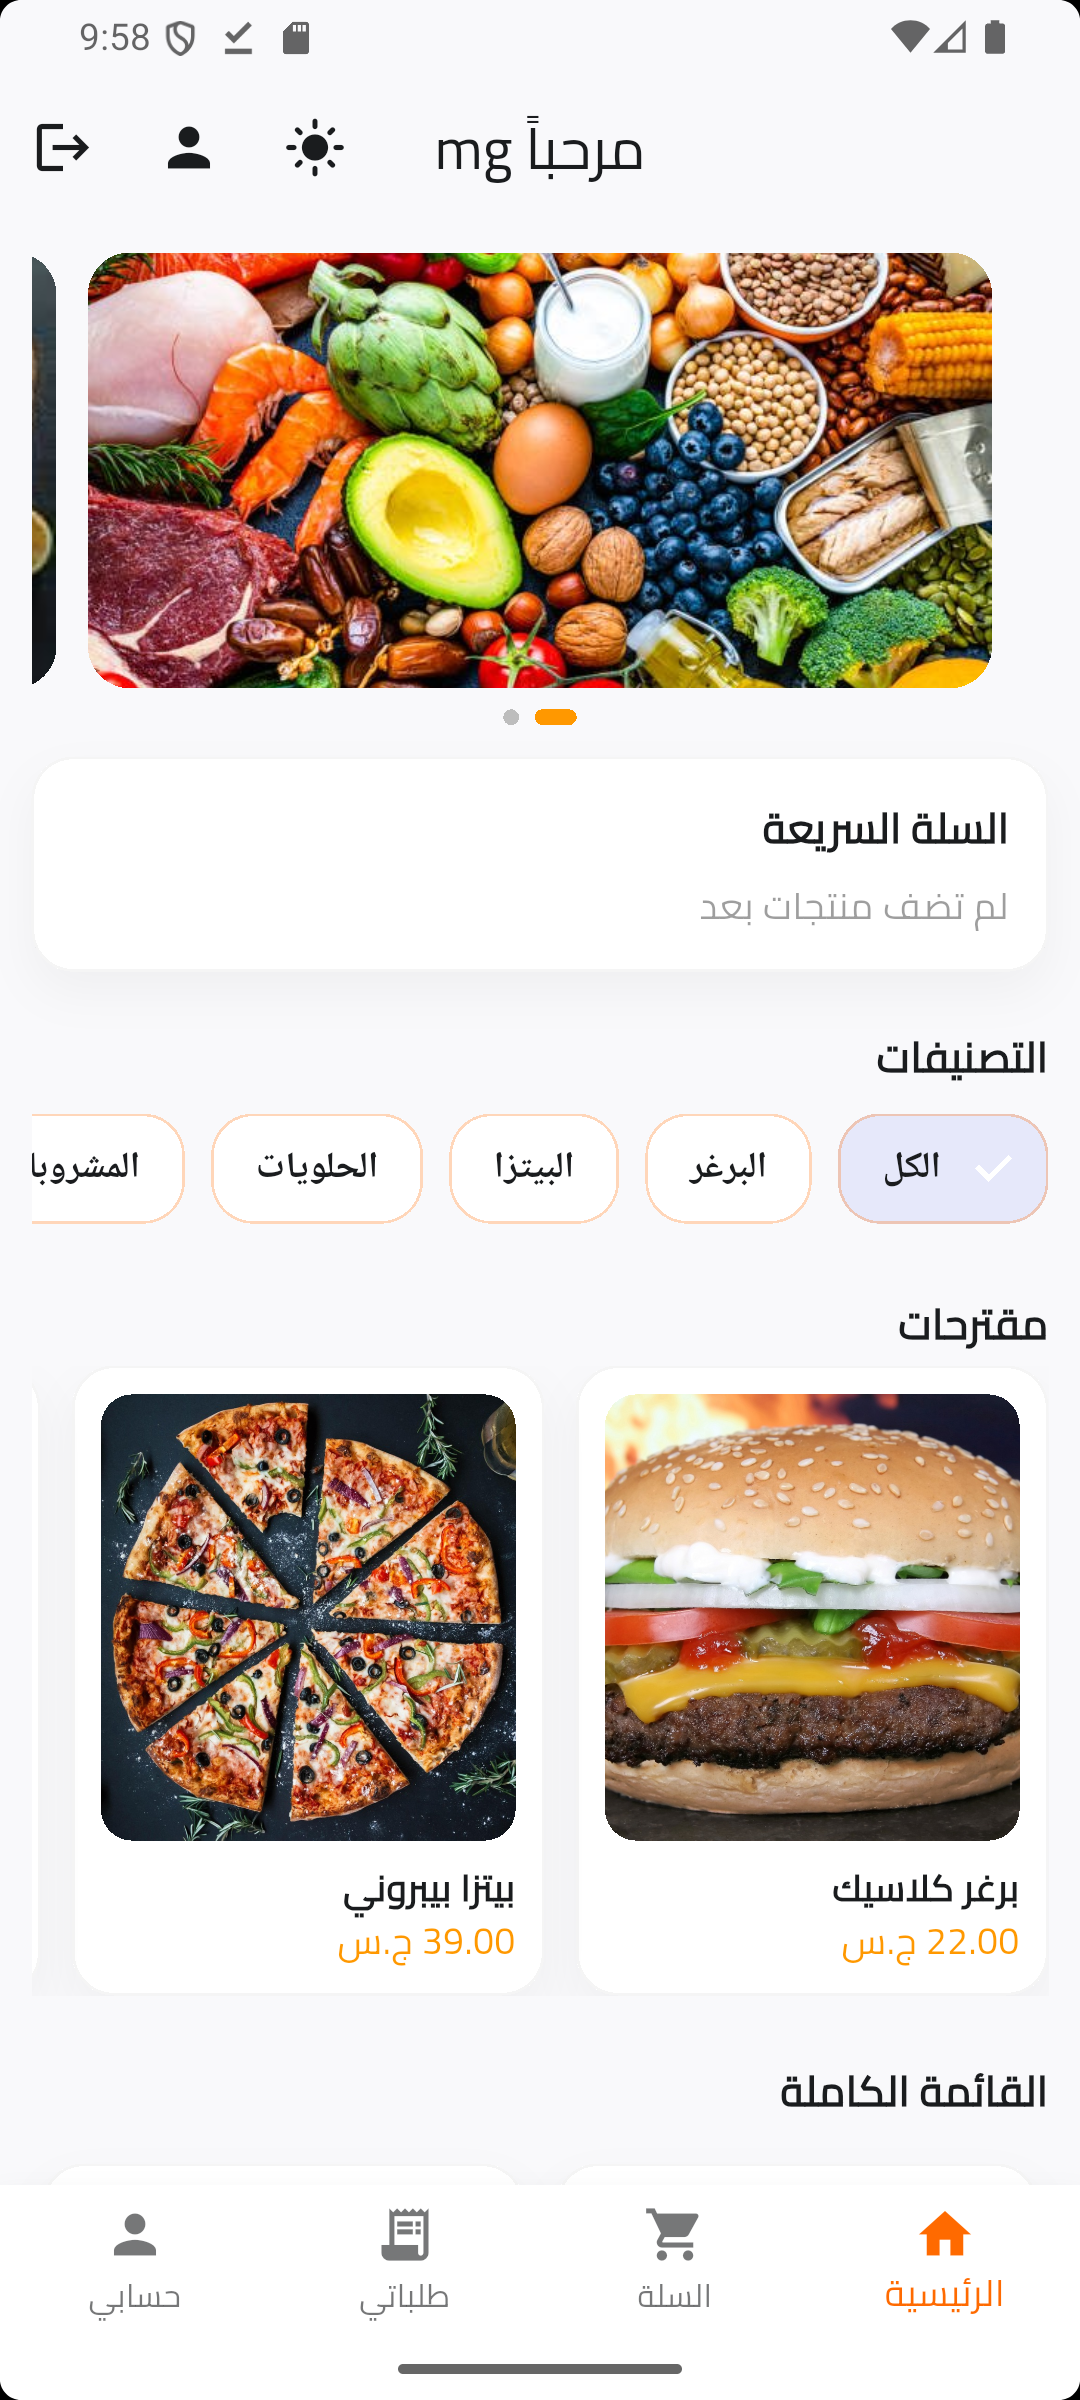 9:58
مرحباً mg
السلة السريعة
لم تضف منتجات بعد
التصنيفات
الكل
البرغر
البيتزا
الحلويات
المشروبا
مقترحات
برغر كلاسيك
22.00 ج.س
بيتزا بيبروني
39.00 ج.س
القائمة الكاملة
الرئيسية
السلة
طلباتي
حسابي